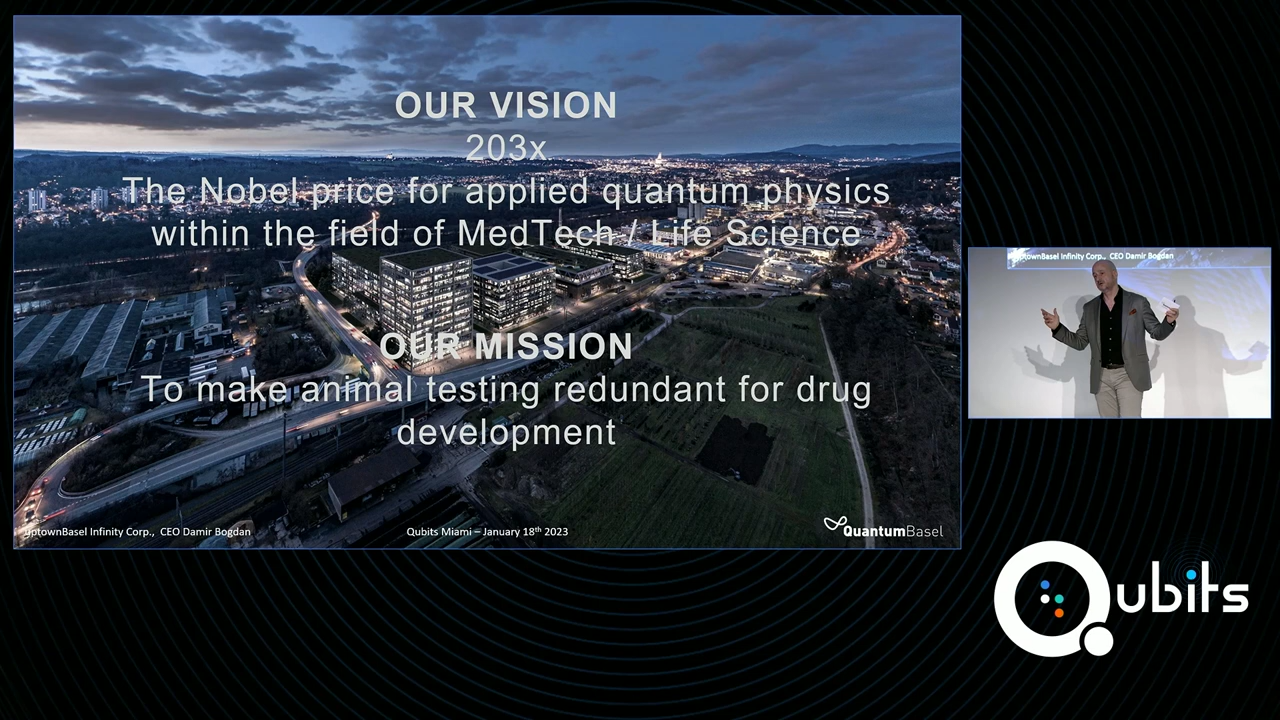 OUR VISION
203x
The Nobel price for applied quantum physics
within the field of MedTech / Life Science
OUR MISSION
To make animal testing redundant for drug
development
UptownBasel Infinity Corp., CEO Damir Bogdan
Qubits Miami – January 18th 2023
QuantumBasel
UptownBasel Infinity Corp., CEO Damir Bogdan
Qubits